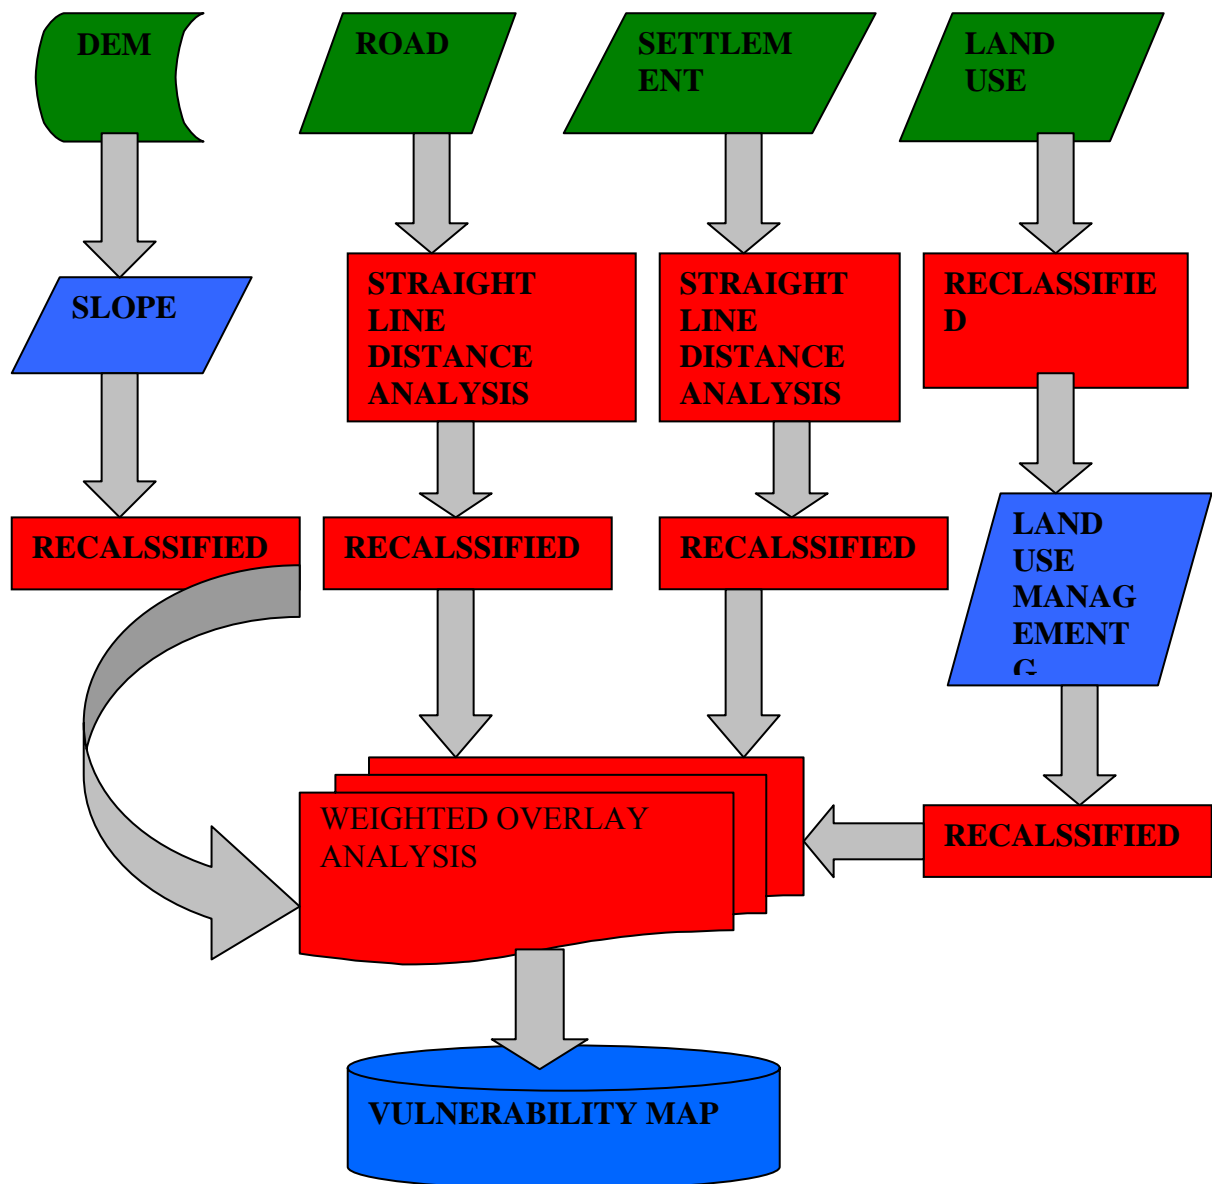 DEM
ROAD
SETTLEM
ENT
LAND
USE
SLOPE
STRAIGHT
LINE
DISTANCE
ANALYSIS
STRAIGHT
LINE
DISTANCE
ANALYSIS
RECLASSIFIE
D
RECALSSIFIED
RECALSSIFIED
RECALSSIFIED
LAND
USE
MANAG
EMENT
G
WEIGHTED OVERLAY
ANALYSIS
RECALSSIFIED
VULNERABILITY MAP